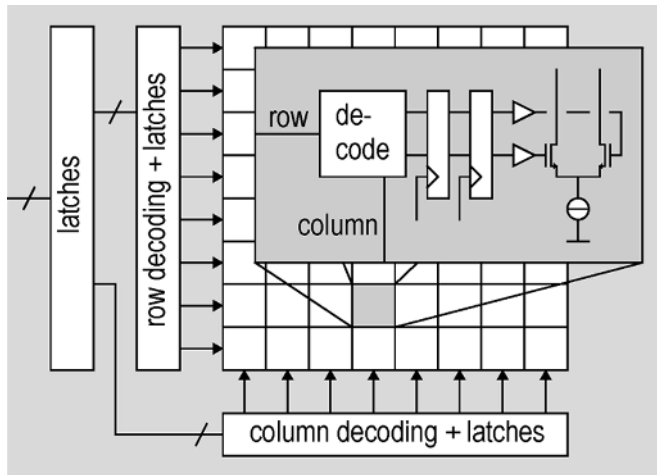 latches
row decoding + latches
row
de-
code
column
column decoding + latches